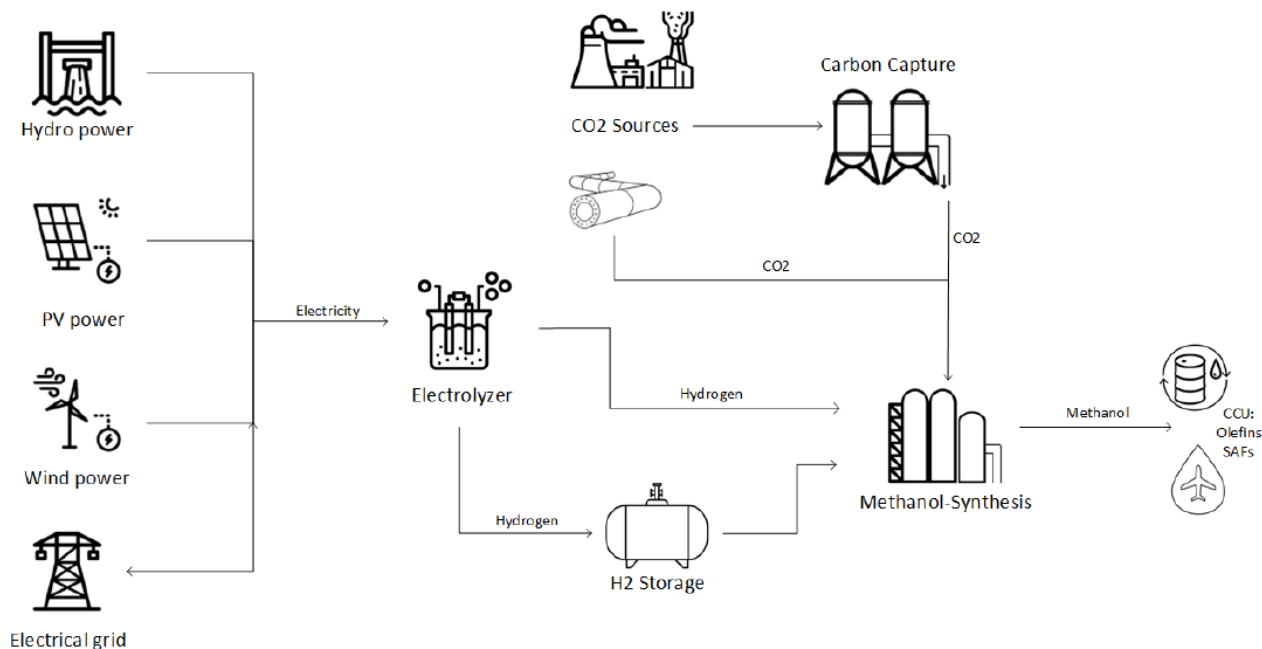 Hydro power
PV power
Wind power
Electrical grid
Electricity
Electrolyzer
CO2 Sources
Carbon Capture
CO2
CO2
Hydrogen
Hydrogen
H2 Storage
Methanol-Synthesis
Methanol
CCU:
Olefins
SAFs